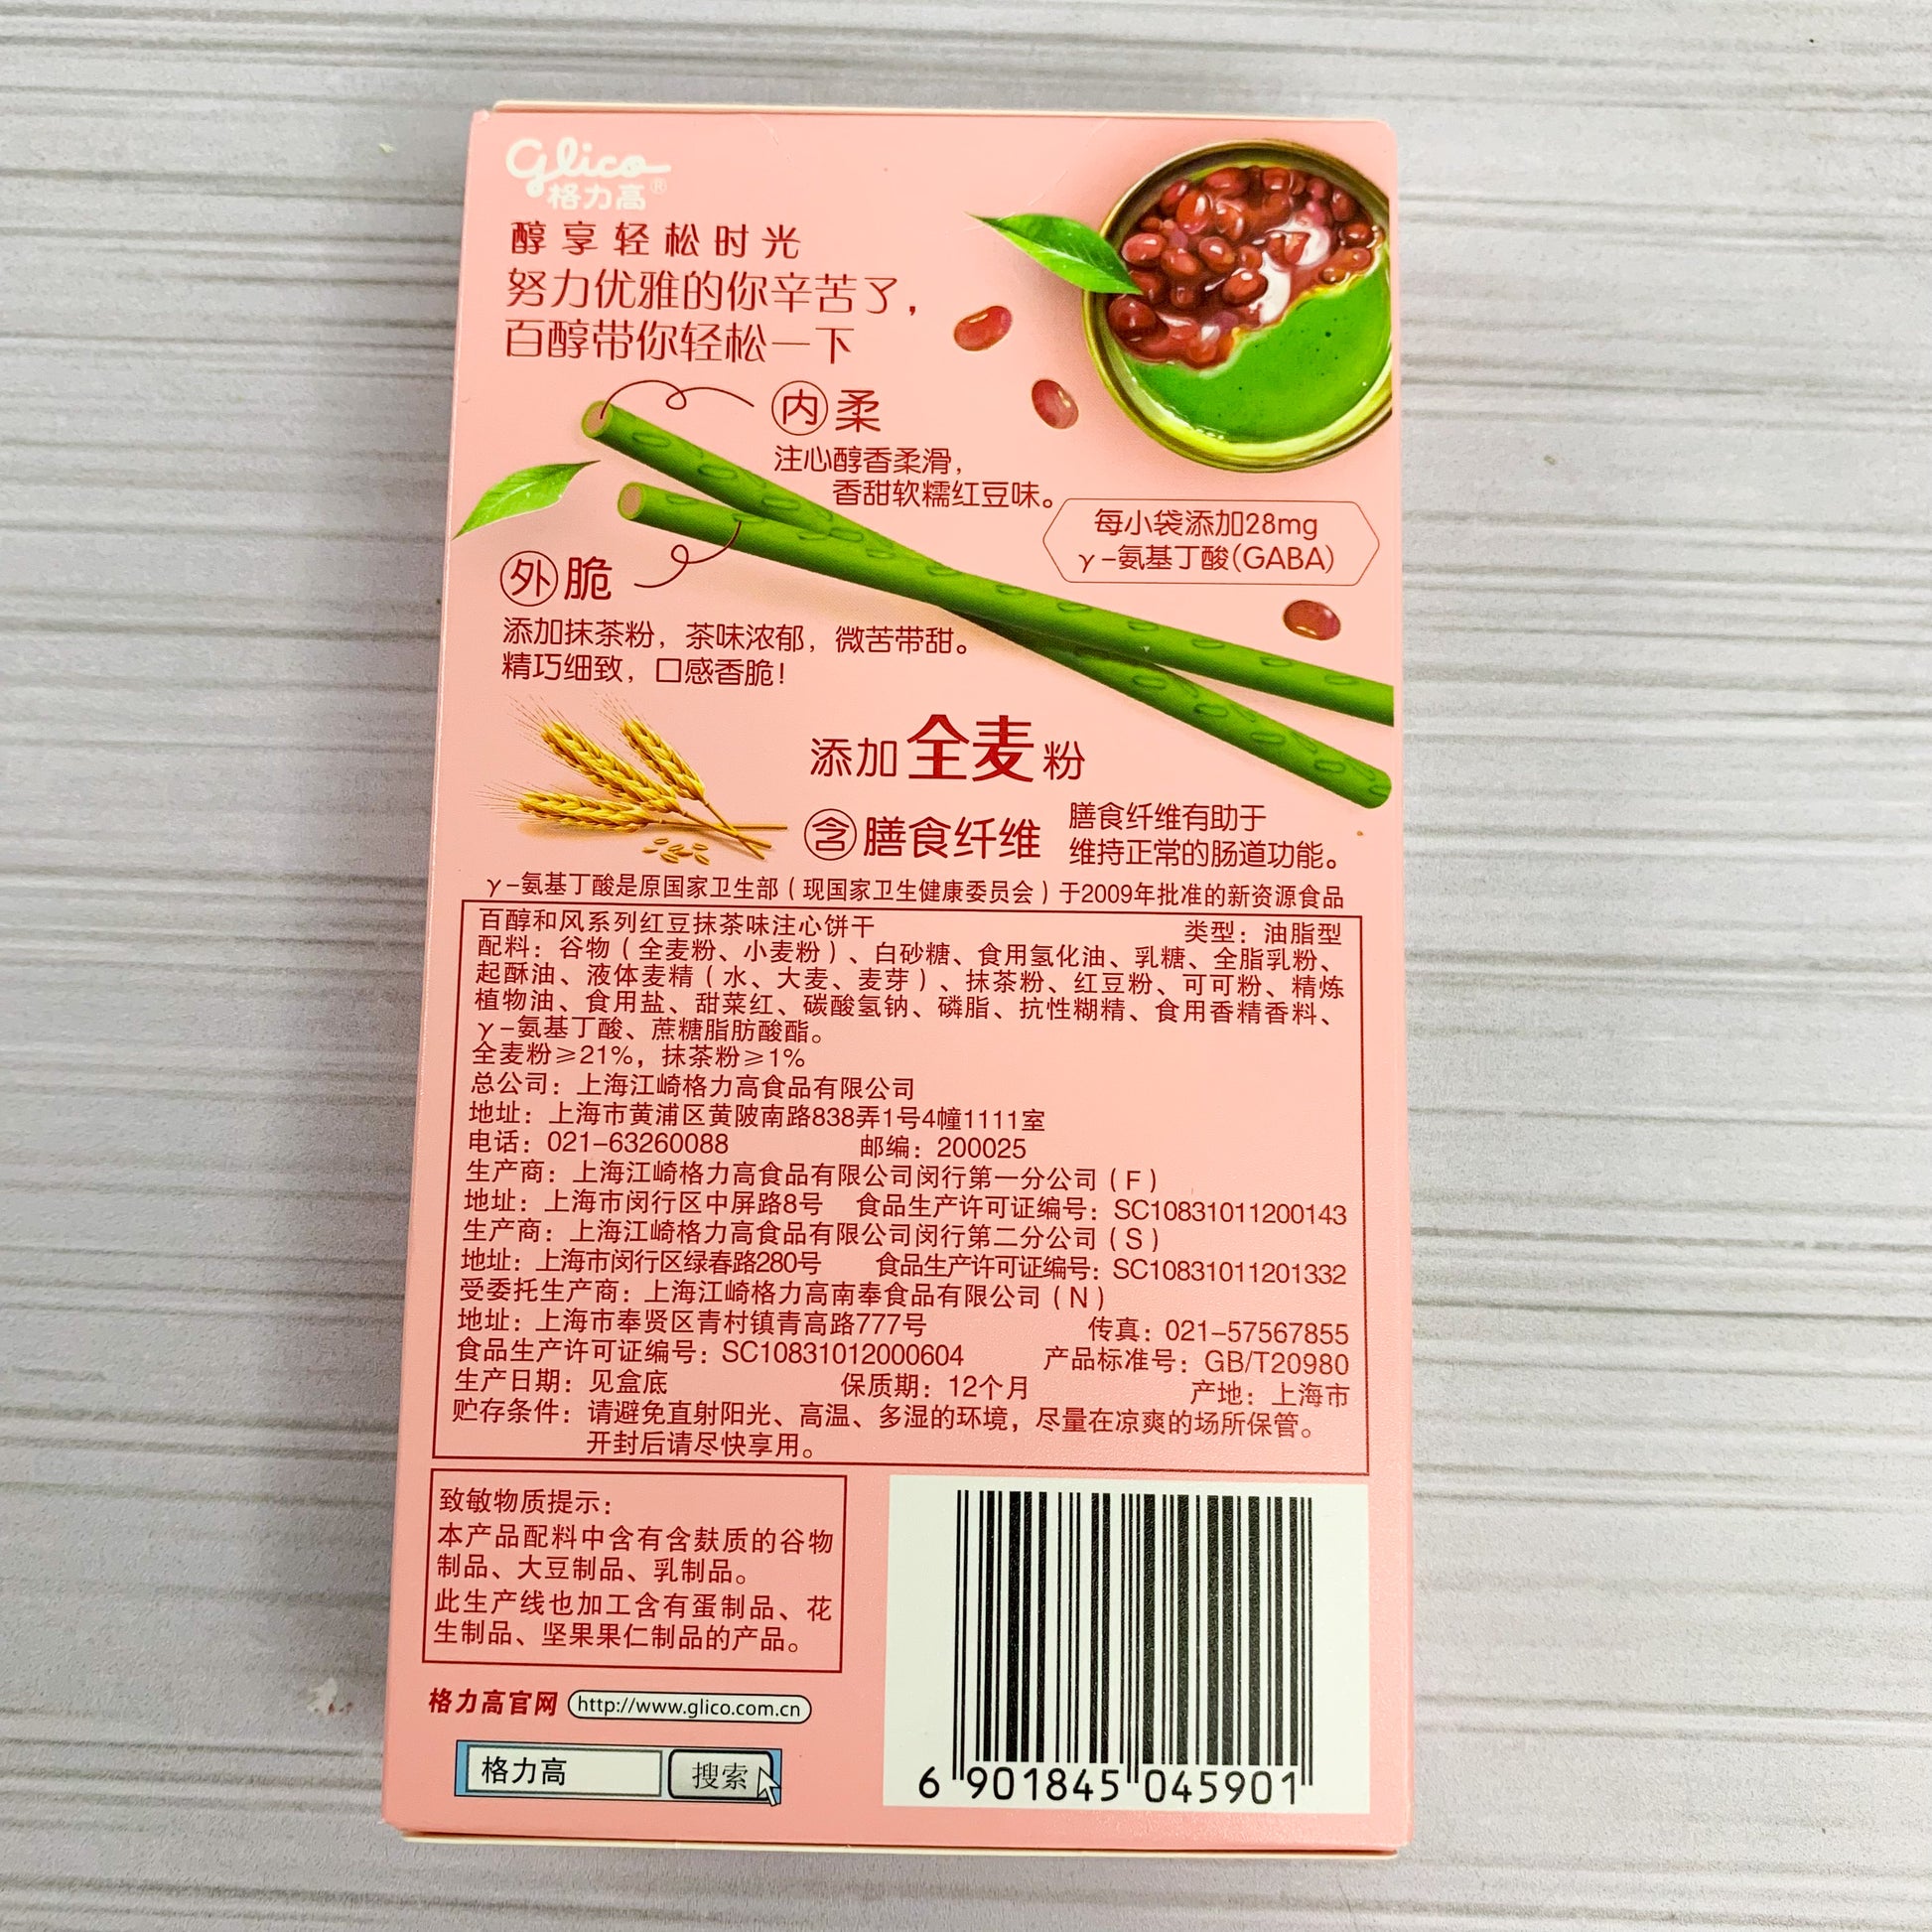 Glico
格力高®
醇享轻松时光
努力优雅的你辛苦了，
百醇带你轻松一下
内柔
注心醇香柔滑，
香甜软糯红豆味。
每小袋添加28mg
γ-氨基丁酸(GABA)
外脆
添加抹茶粉，茶味浓郁，微苦带甜。
精巧细致，口感香脆！
添加全麦粉
含膳食纤维
膳食纤维有助于
维持正常的肠道功能。
γ-氨基丁酸是原国家卫生部（现国家卫生健康委员会）于2009年批准的新资源食品
百醇和风系列红豆抹茶味注心饼干 类型：油脂型
配料：谷物（全麦粉、小麦粉）、白砂糖、食用氢化油、乳糖、全脂乳粉、
起酥油、液体麦精（水、大麦、麦芽）、抹茶粉、红豆粉、可可粉、精炼
植物油、食用盐、甜菜红、碳酸氢钠、磷脂、抗性糊精、食用香精香料、
γ-氨基丁酸、蔗糖脂肪酸酯。
全麦粉≥21%，抹茶粉≥1%
总公司：上海江崎格力高食品有限公司
地址：上海市黄浦区黄陂南路838弄1号4幢1111室
电话：021-63260088 邮编：200025
生产商：上海江崎格力高食品有限公司闵行第一分公司（F）
地址：上海市闵行区中屏路8号 食品生产许可证编号：SC10831011200143
生产商：上海江崎格力高食品有限公司闵行第二分公司（S）
地址：上海市闵行区绿春路280号 食品生产许可证编号：SC10831011201332
受委托生产商：上海江崎格力高南奉食品有限公司（N）
地址：上海市奉贤区青村镇青高路777号 传真：021-57567855
食品生产许可证编号：SC10831012000604 产品标准号：GB/T20980
生产日期：见盒底 保质期：12个月 产地：上海市
贮存条件：请避免直射阳光、高温、多湿的环境，尽量在凉爽的场所保管。
开封后请尽快享用。
致敏物质提示：
本产品配料中含有含麸质的谷物
制品、大豆制品、乳制品。
此生产线也加工含有蛋制品、花
生制品、坚果果仁制品的产品。
格力高官网 http://www.glico.com.cn
格力高 搜索
6 901845 045901